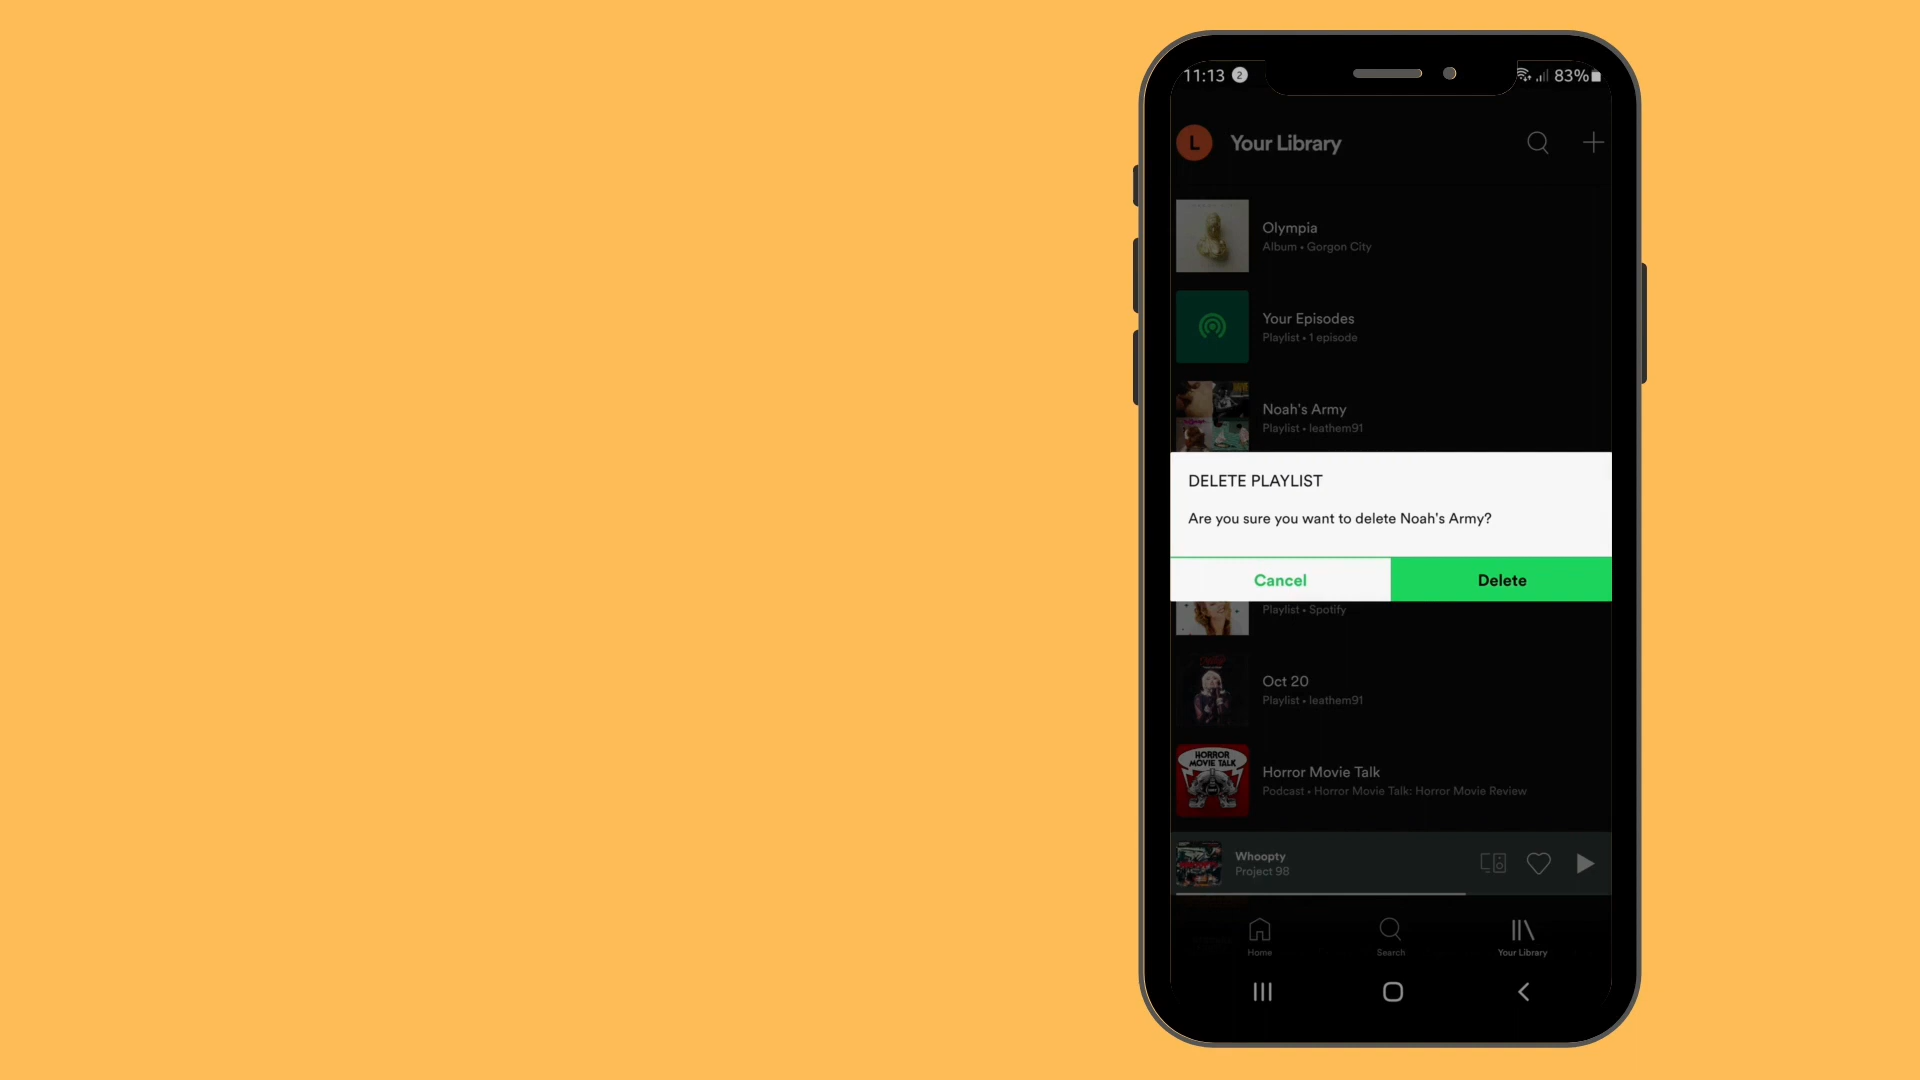 11:13 2
83%
L Your Library
Olympia
Album • Gorgon City
Your Episodes
Playlist • 1 episode
Noah's Army
Playlist • leathem91
DELETE PLAYLIST
Are you sure you want to delete Noah's Army?
Cancel Delete
Playlist • Spotify
Oct 20
Playlist • leathem91
HORROR
MOVIE TALK
Horror Movie Talk
Podcast • Horror Movie Talk: Horror Movie Review
Whoopty
Project 98
Home Search Your Library